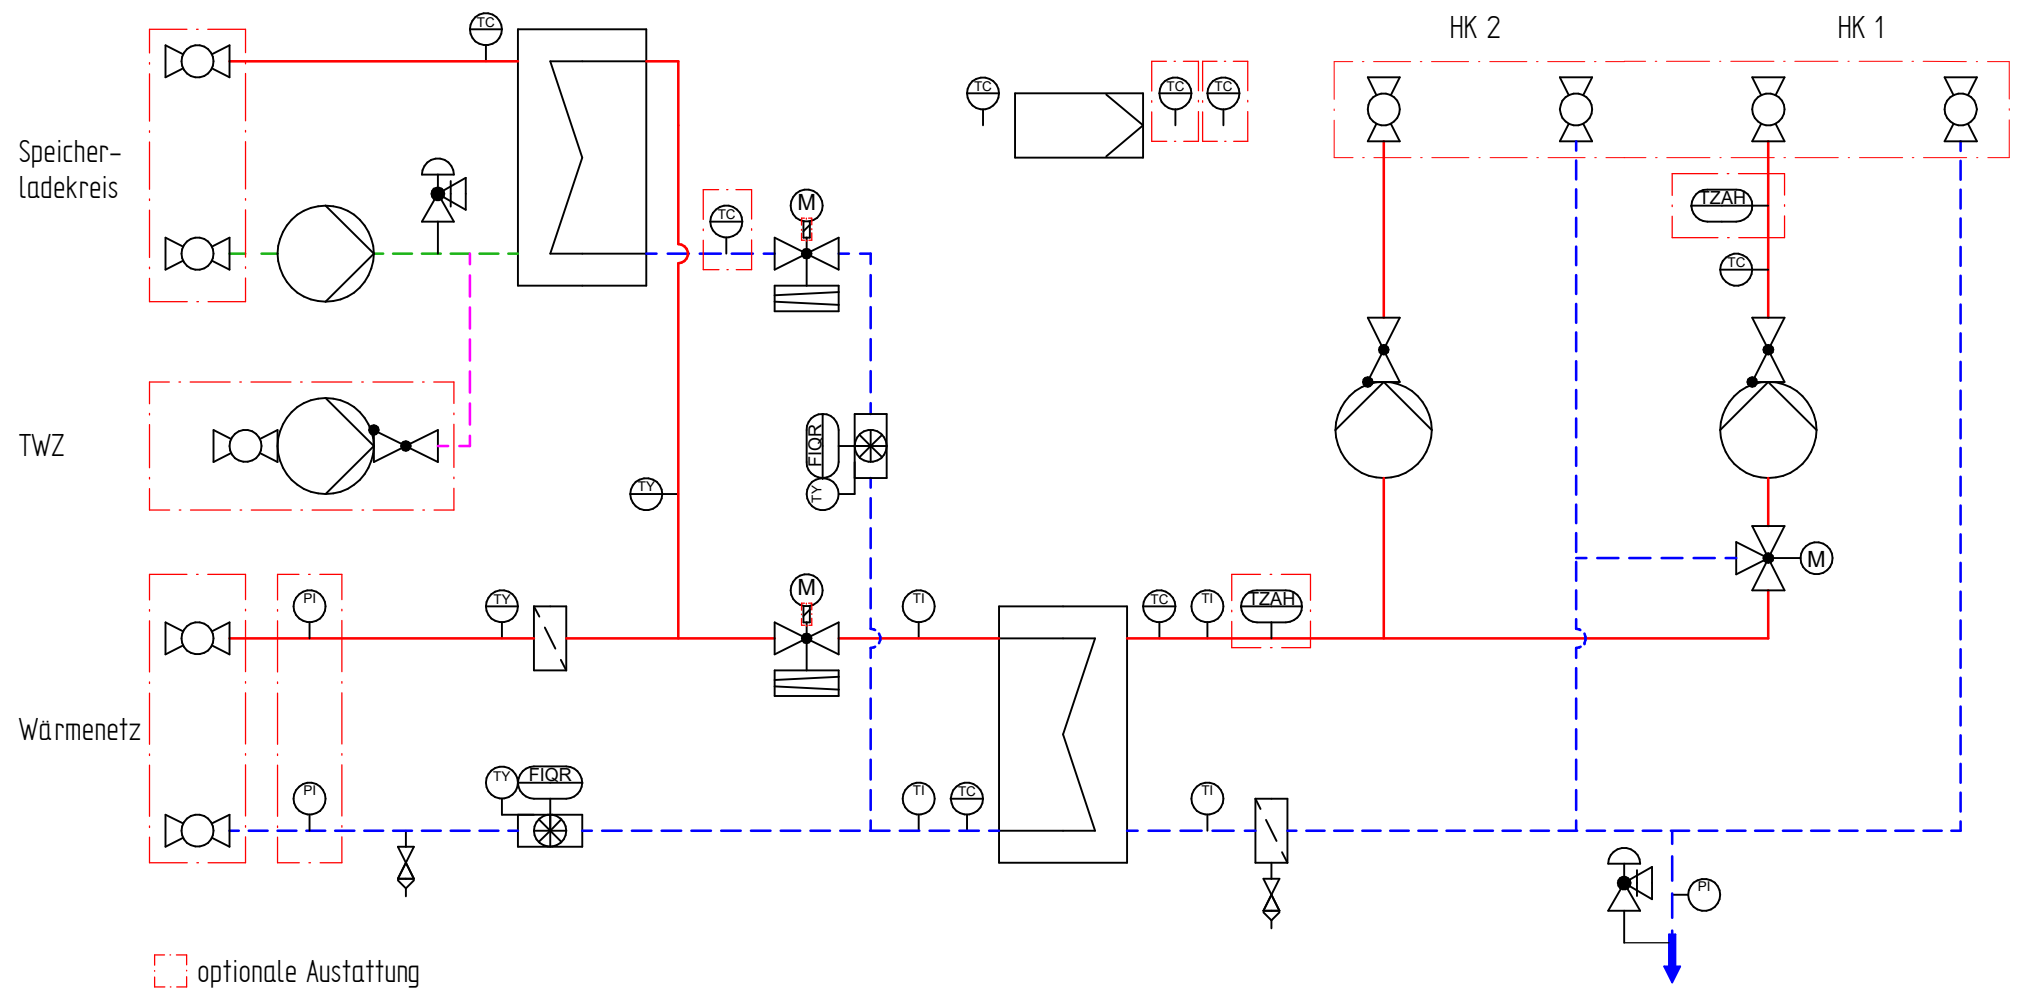 HK 2
HK 1
TC
TC
TC
TC
Speicher-
ladekreis
TZAH
TC
M
TC
TWZ
FIQR
TY
TY
PI
TY
M
TI
TC
TI
TZAH
M
Wärmenetz
PI
TY
FIQR
TI
TC
TI
PI
optionale Austattung